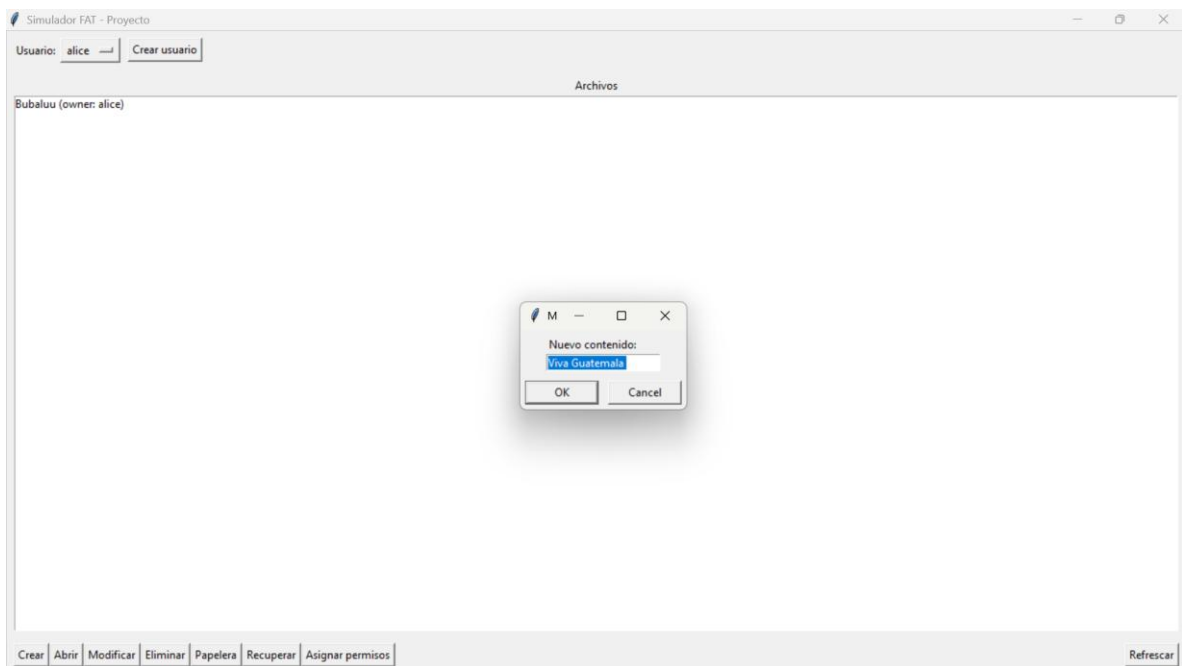 Simulador FAT - Proyecto
Usuario: alice Crear usuario
Archivos
Bubaluu (owner: alice)
M
Nuevo contenido:
Viva Guatemala
OK Cancel
Crear Abrir Modificar Eliminar Papelera Recuperar Asignar permisos Refrescar